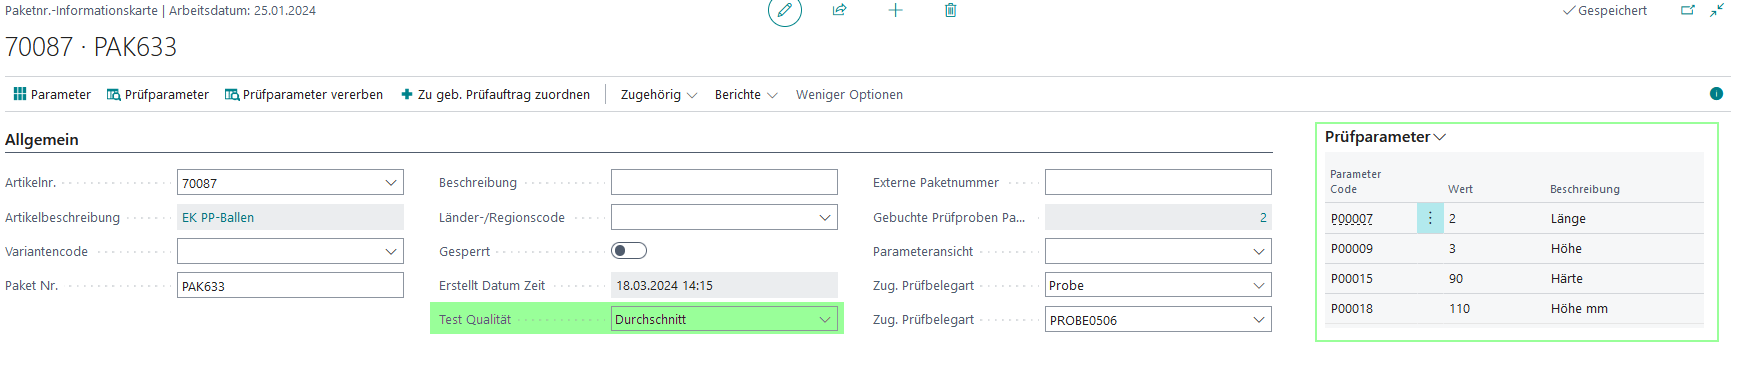 Paketnr.-Informationskarte | Arbeitsdatum: 25.01.2024
Gespeichert
70087 · PAK633
Parameter Prüfparameter Prüfparameter vererben Zu geb. Prüfauftrag zuordnen Zugehörig Berichte Weniger Optionen
Allgemein
Artikelnr. 70087
Artikelbeschreibung EK PP-Ballen
Variantencode
Paket Nr. PAK633
Beschreibung
Länder-/Regionscode
Gesperrt
Erstellt Datum Zeit 18.03.2024 14:15
Test Qualität Durchschnitt
Externe Paketnummer
Gebuchte Prüfproben Pa... 2
Parameteransicht
Zug. Prüfbelegart Probe
Zug. Prüfbelegart PROBE0506
Prüfparameter
Parameter Code Wert Beschreibung
P00007 2 Länge
P00009 3 Höhe
P00015 90 Härte
P00018 110 Höhe mm